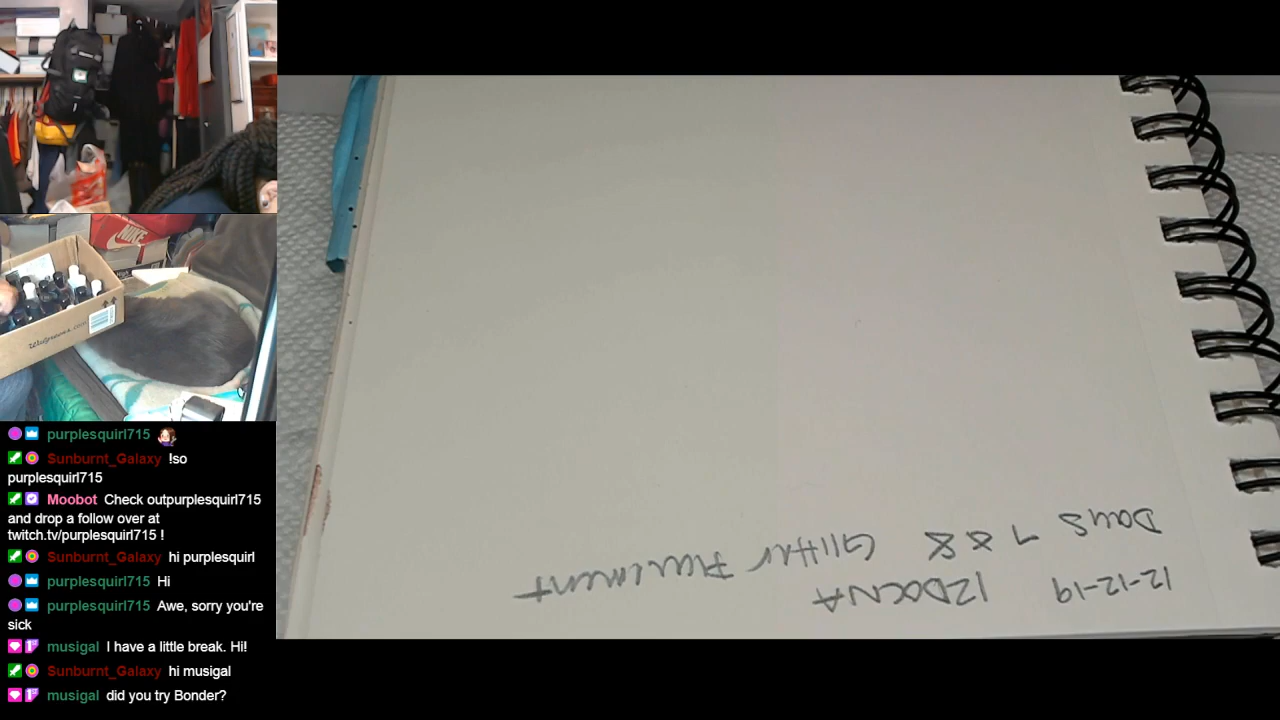 purplesquirl715
Sunburnt_Galaxy !so
purplesquirl715
Moobot Check outpurplesquirl715
and drop a follow over at
twitch.tv/purplesquirl715 !
Sunburnt_Galaxy hi purplesquirl
purplesquirl715 Hi
purplesquirl715 Awe, sorry you're
sick
musigal I have a little break. Hi!
Sunburnt_Galaxy hi musigal
musigal did you try Bonder?
12-12-19 12DOCNA
Days 7 & 8 Glitter Placement
NIKE